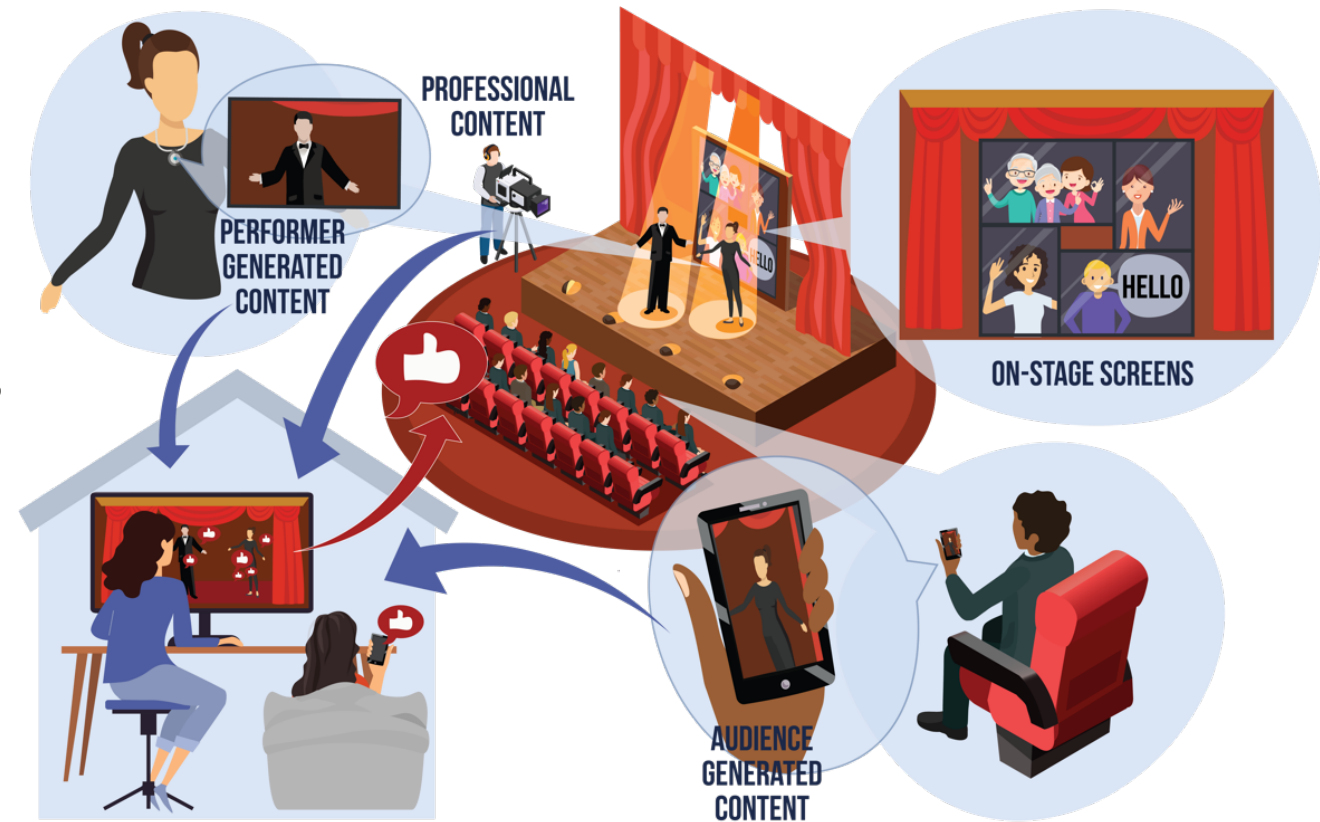 PROFESSIONAL
CONTENT
PERFORMER
GENERATED
CONTENT
HELLO
HELLO
ON-STAGE SCREENS
AUDIENCE
GENERATED
CONTENT